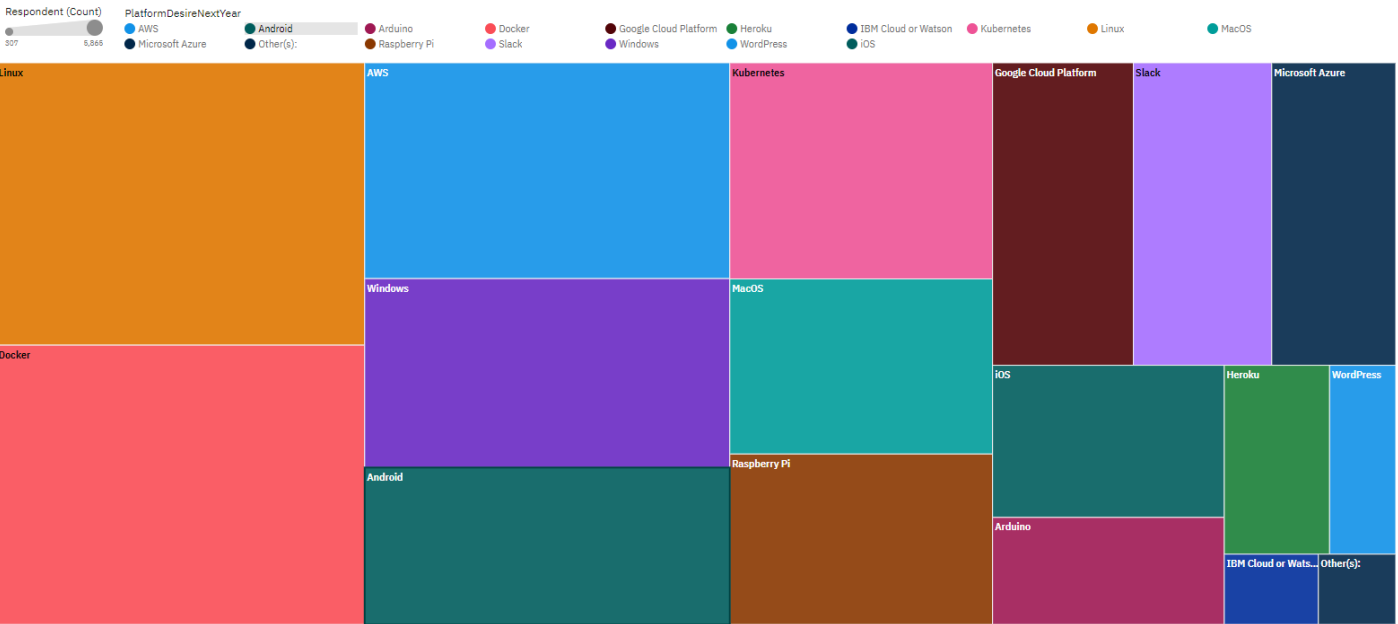 Respondent (Count)
307 5,865
PlatformDesireNextYear
AWS Android Arduino Docker Google Cloud Platform Heroku IBM Cloud or Watson Kubernetes Linux MacOS
Microsoft Azure Other(s): Raspberry Pi Slack Windows WordPress iOS
Linux
AWS
Kubernetes
Google Cloud Platform
Slack
Microsoft Azure
Windows
MacOS
Docker
iOS
Heroku
WordPress
Raspberry Pi
Android
Arduino
IBM Cloud or Wats...
Other(s):